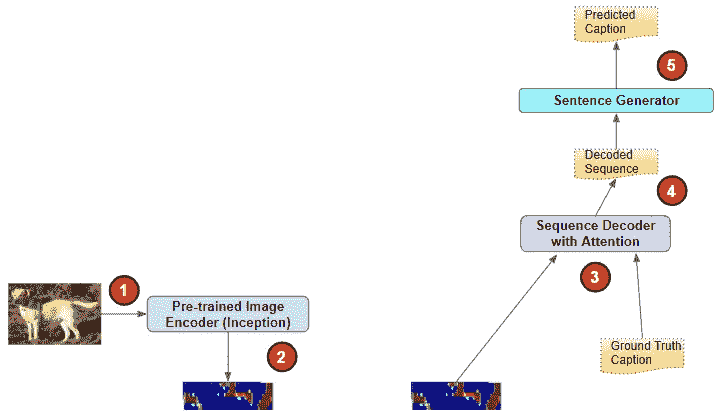 Predicted
Caption
5
Sentence Generator
Decoded
Sequence
4
Sequence Decoder
with Attention
3
1
Pre-trained Image
Encoder (Inception)
2
Ground Truth
Caption